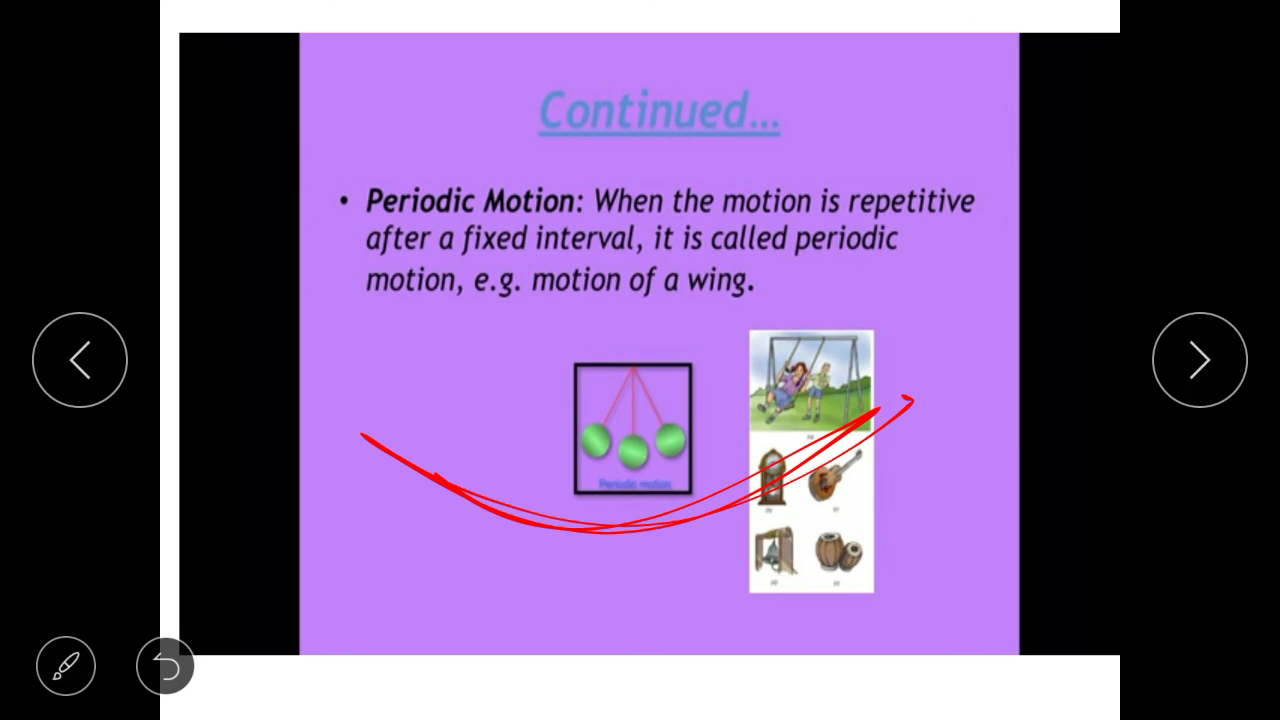 Continued...
• Periodic Motion: When the motion is repetitive
after a fixed interval, it is called periodic
motion, e.g. motion of a wing.
Periodic motion